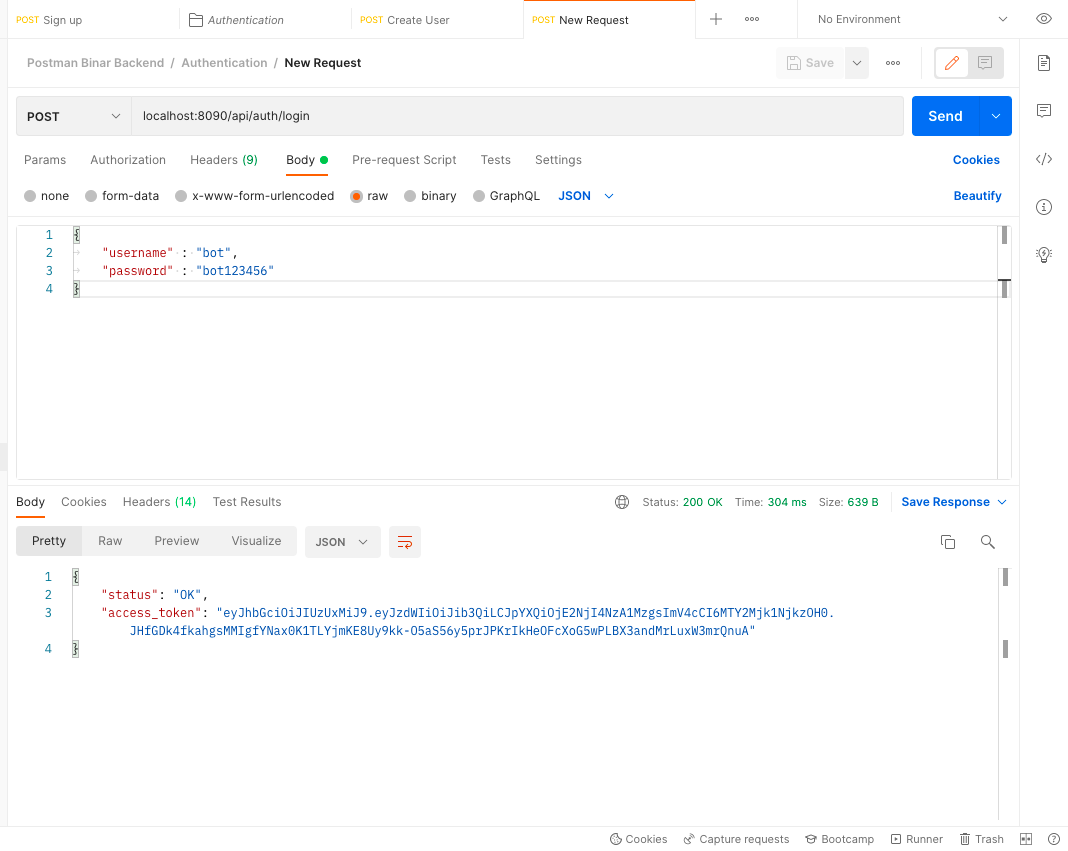 POST Sign up
Authentication
POST Create User
POST New Request
No Environment
Postman Binar Backend / Authentication / New Request
Save
POST
localhost:8090/api/auth/login
Send
Params Authorization Headers (9) Body Pre-request Script Tests Settings Cookies
none form-data x-www-form-urlencoded raw binary GraphQL JSON Beautify
1 {
2 "username" : "bot",
3 "password" : "bot123456"
4 }
Body Cookies Headers (14) Test Results Status: 200 OK Time: 304 ms Size: 639 B Save Response
Pretty Raw Preview Visualize JSON
1 {
2 "status": "OK",
3 "access_token": "eyJhbGciOiJIUzUxMiJ9.eyJzdWIiOiJib3QiLCJpYXQiOjE2NjI4NzA1MzgsImV4cCI6MTY2Mjk1NjkzOH0.
JHfGDk4fkahgsMMIgfYNax0K1TLYjmKE8Uy9kk-O5aS56y5prJPKrIkHeOFcXoG5wPLBX3andMrLuxW3mrQnuA"
4 }
Cookies Capture requests Bootcamp Runner Trash